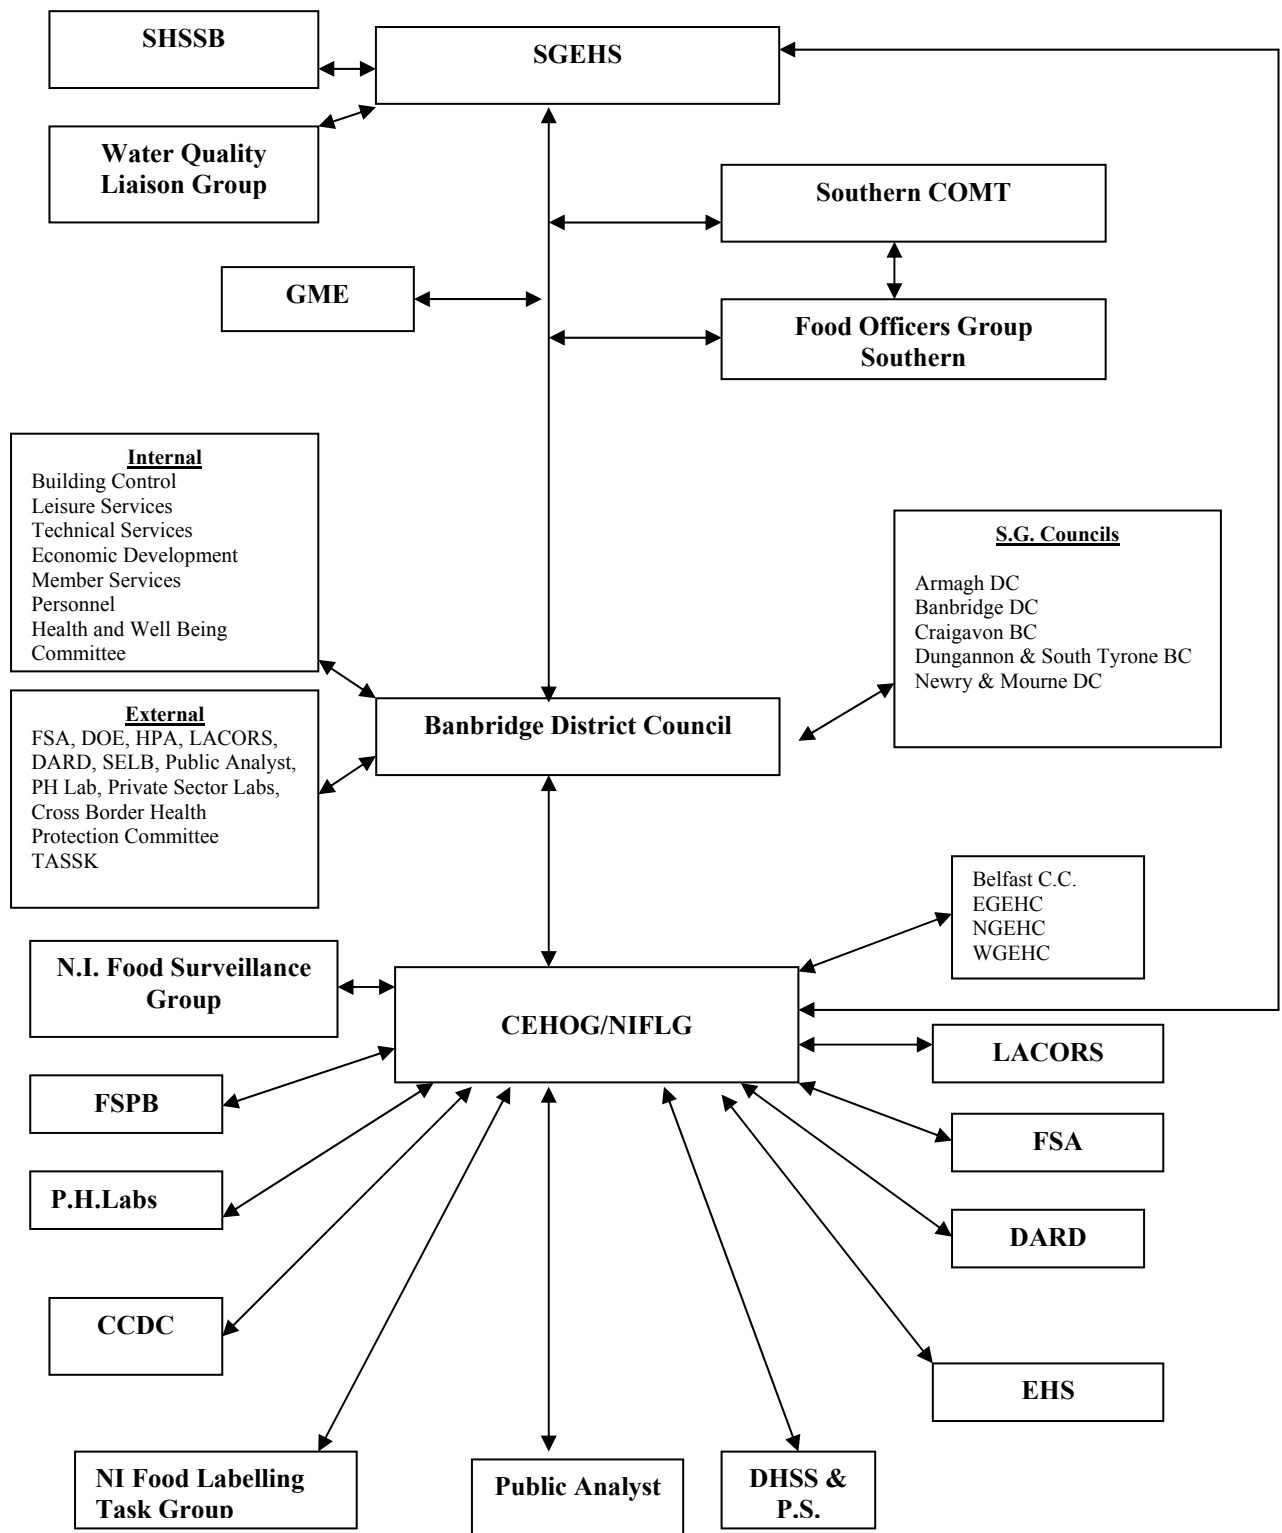 SHSSB
SGEHS
Water Quality
Liaison Group
Southern COMT
GME
Food Officers Group
Southern
Internal
Building Control
Leisure Services
Technical Services
Economic Development
Member Services
Personnel
Health and Well Being
Committee
S.G. Councils
Armagh DC
Banbridge DC
Craigavon BC
Dungannon & South Tyrone BC
Newry & Mourne DC
External
FSA, DOE, HPA, LACORS,
DARD, SELB, Public Analyst,
PH Lab, Private Sector Labs,
Cross Border Health
Protection Committee
TASSK
Banbridge District Council
Belfast C.C.
EGEHC
NGEHC
WGEHC
N.I. Food Surveillance
Group
CEHOG/NIFLG
LACORS
FSPB
FSA
P.H.Labs
DARD
CCDC
EHS
NI Food Labelling
Task Group
Public Analyst
DHSS &
P.S.